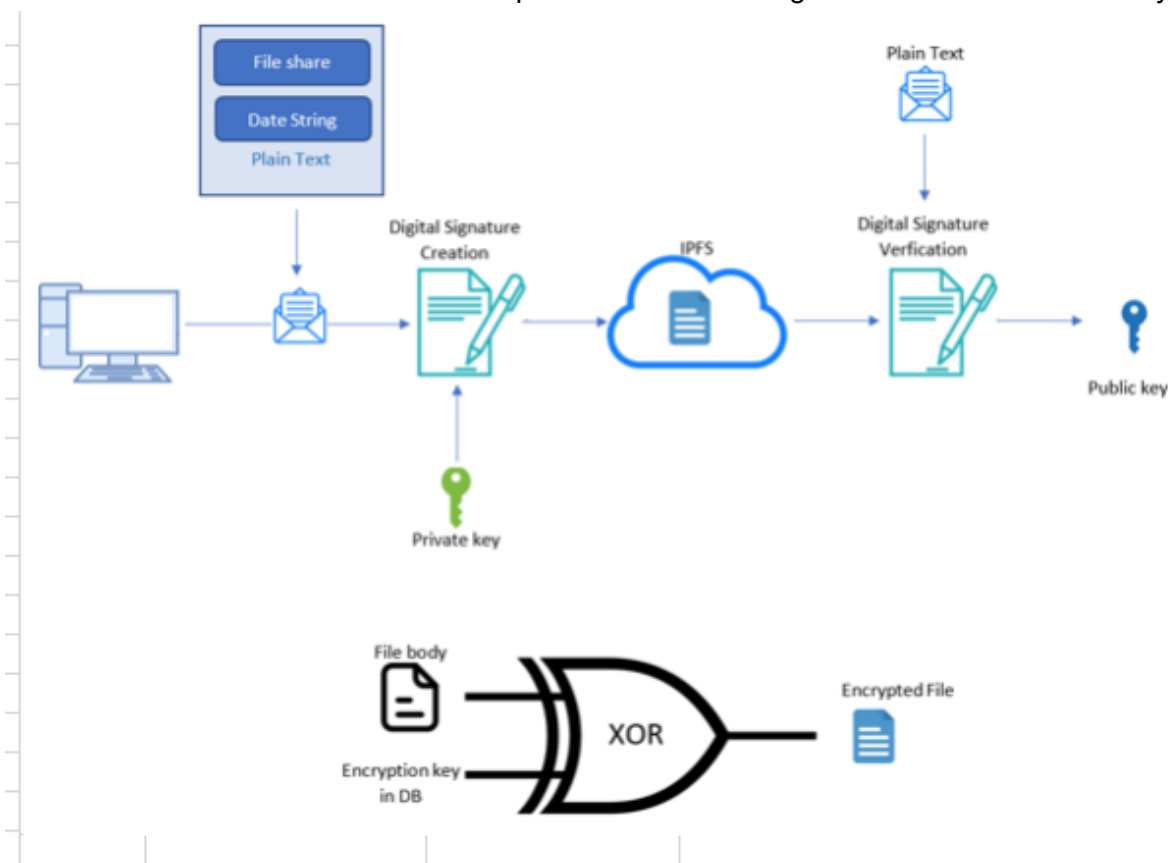 File share
Date String
Plain Text
Plain Text
Digital Signature
Creation
IPFS
Digital Signature
Verfication
Public key
Private key
File body
XOR
Encrypted File
Encryption key
in DB